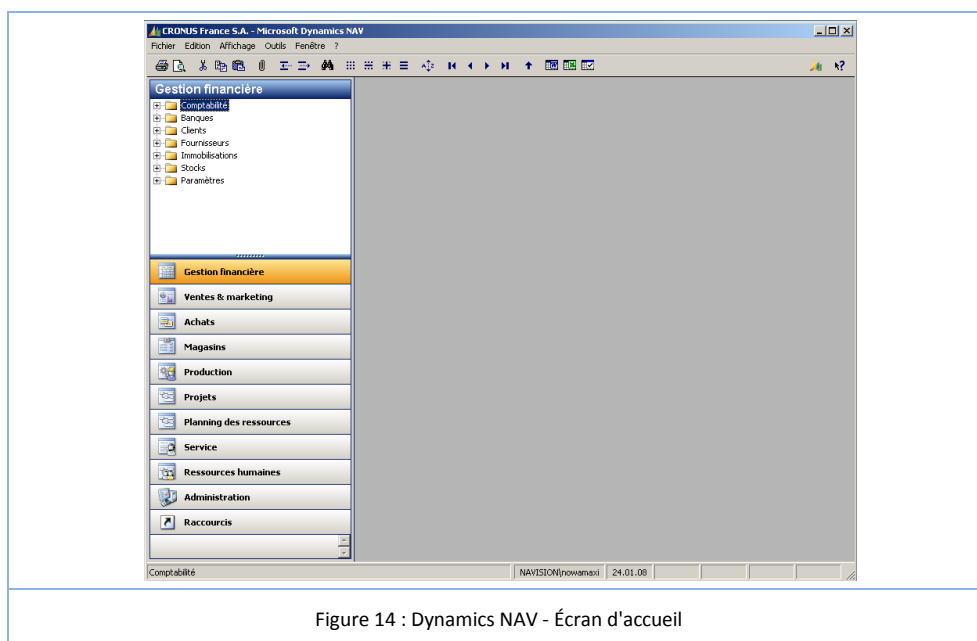 CRONUS France S.A. - Microsoft Dynamics NAV
Fichier Edition Affichage Outils Fenêtre ?
Gestion financière
Comptabilité
Banques
Clients
Fournisseurs
Immobilisations
Stocks
Paramètres
Gestion financière
Ventes & marketing
Achats
Magasins
Production
Projets
Planning des ressources
Service
Ressources humaines
Administration
Raccourcis
Comptabilité NAVISION\nowamaxi 24.01.08
Figure 14 : Dynamics NAV - Écran d'accueil